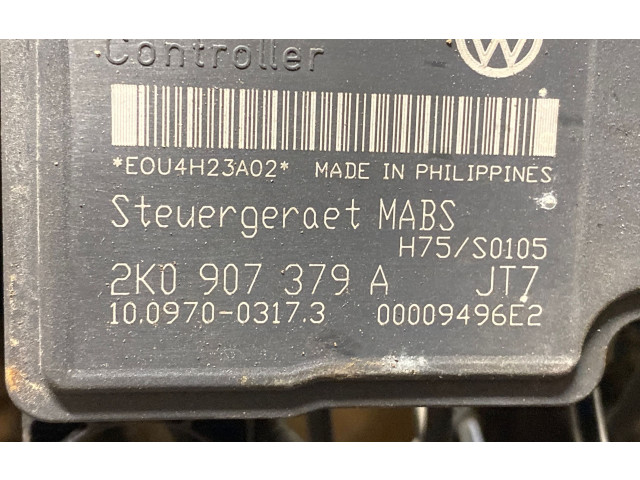 Controller
*EOU4H23A02* MADE IN PHILIPPINES
Steuergeraet MABS
H75/S0105
2K0 907 379 A JT7
10.0970-0317.3 00009496E2